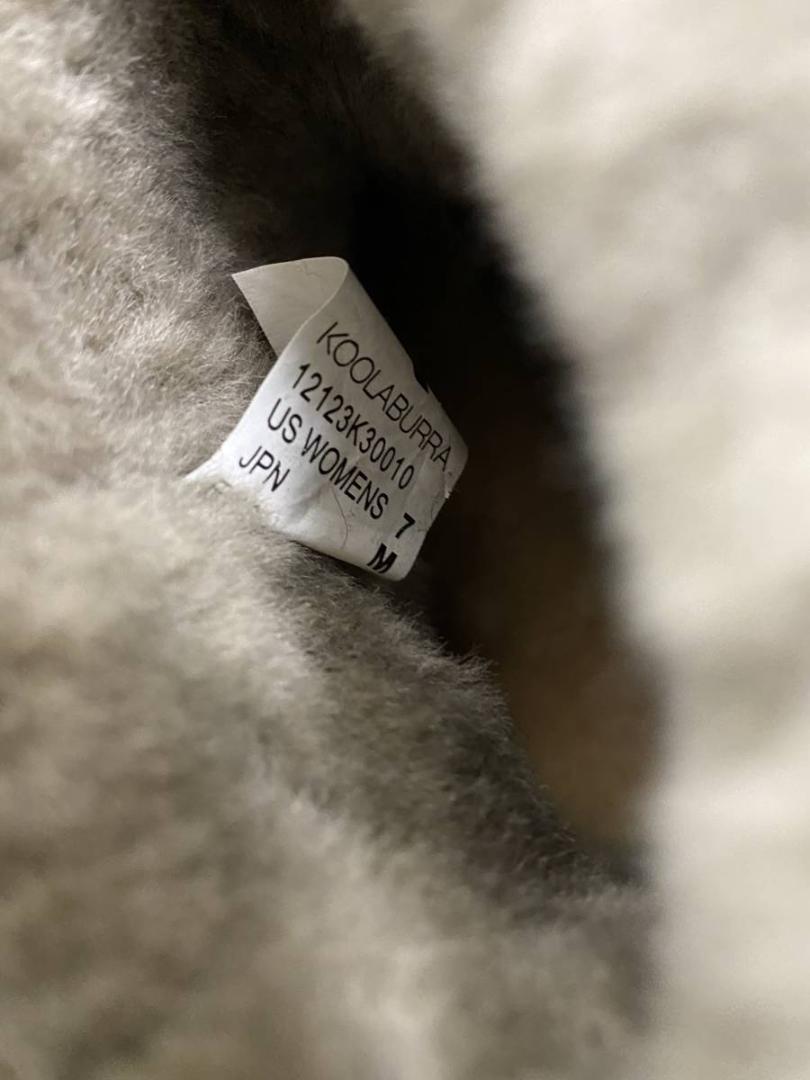 KOOLABURRA
12123K30010
US WOMENS 7
JPN M